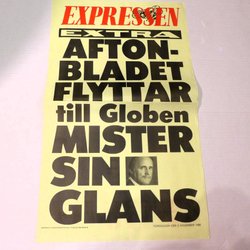 EXPRESSEN
EXTRA
AFTON-
BLADET
FLYTTAR
till Globen
MISTER
SIN
GLANS